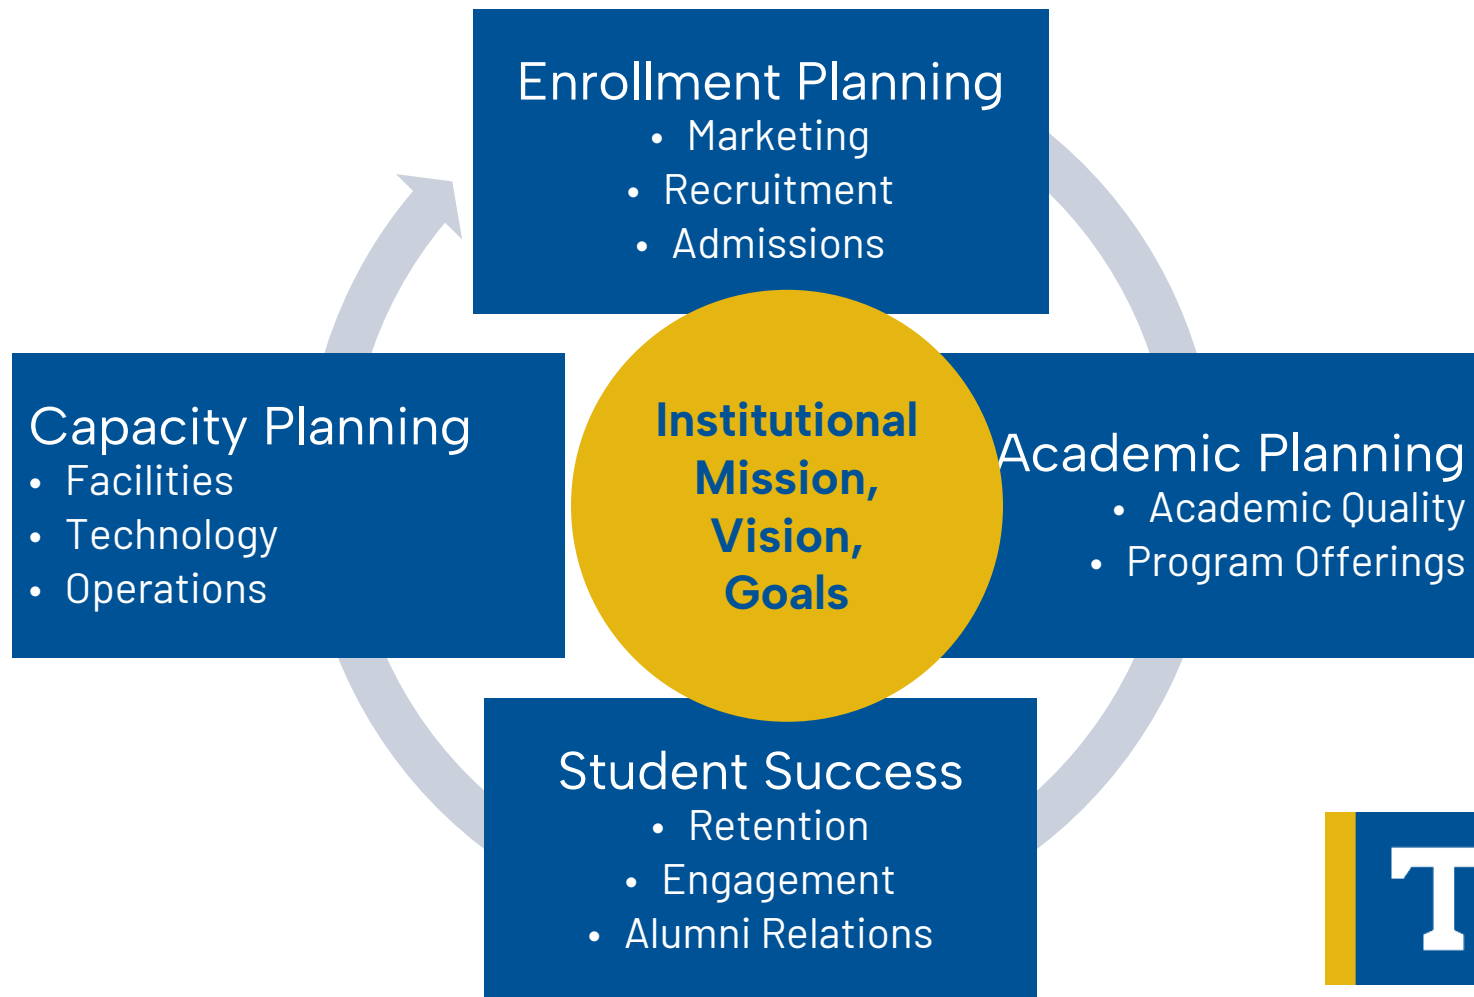 Enrollment Planning
• Marketing
• Recruitment
• Admissions
Capacity Planning
• Facilities
• Technology
• Operations
Institutional
Mission,
Vision,
Goals
Academic Planning
• Academic Quality
• Program Offerings
Student Success
• Retention
• Engagement
• Alumni Relations
T